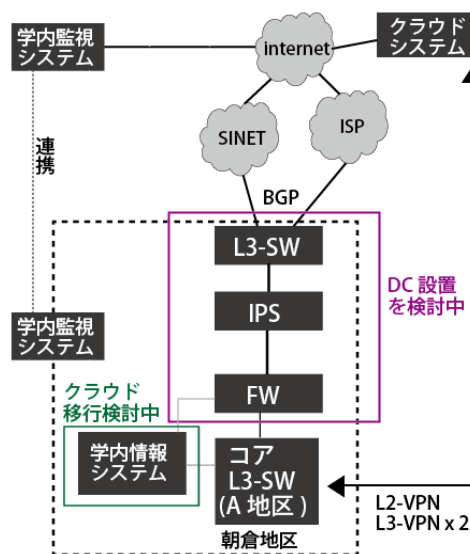 学内監視
システム
internet
クラウド
システム
SINET
ISP
連携
BGP
L3-SW
DC 設置
を検討中
IPS
学内監視
システム
クラウド
移行検討中
FW
学内情報
システム
コア
L3-SW
(A 地区 )
L2-VPN
L3-VPN x 2
朝倉地区